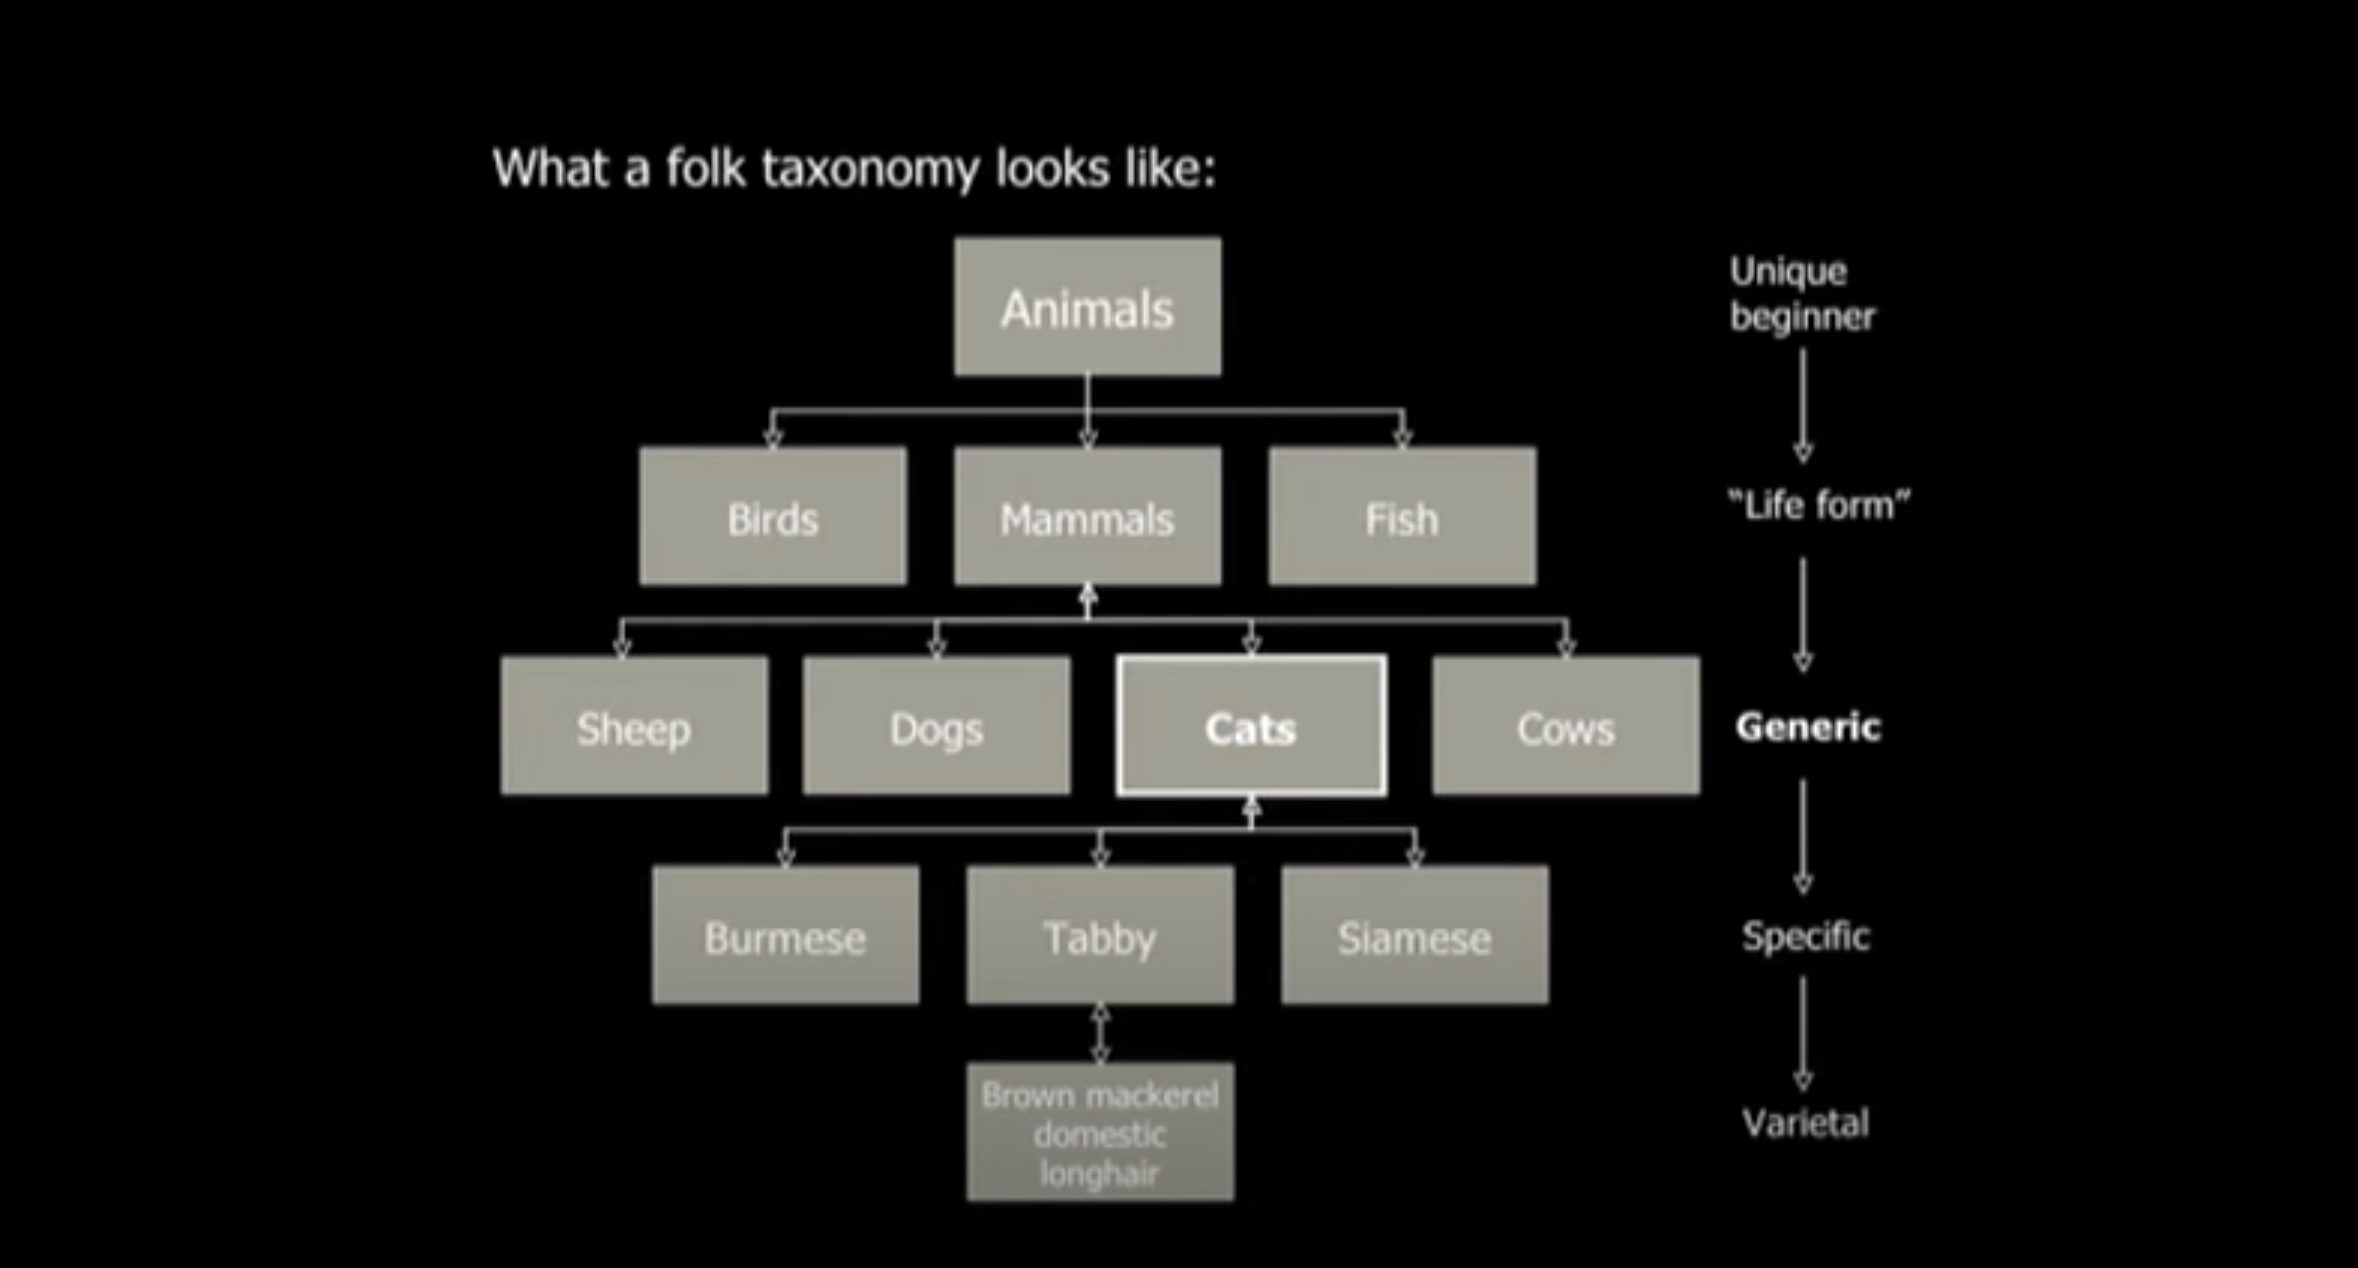 What a folk taxonomy looks like:
Animals
Unique
beginner
Birds
Mammals
Fish
“Life form”
Sheep
Dogs
Cats
Cows
Generic
Burmese
Tabby
Siamese
Specific
Brown mackerel
domestic
longhair
Varietal